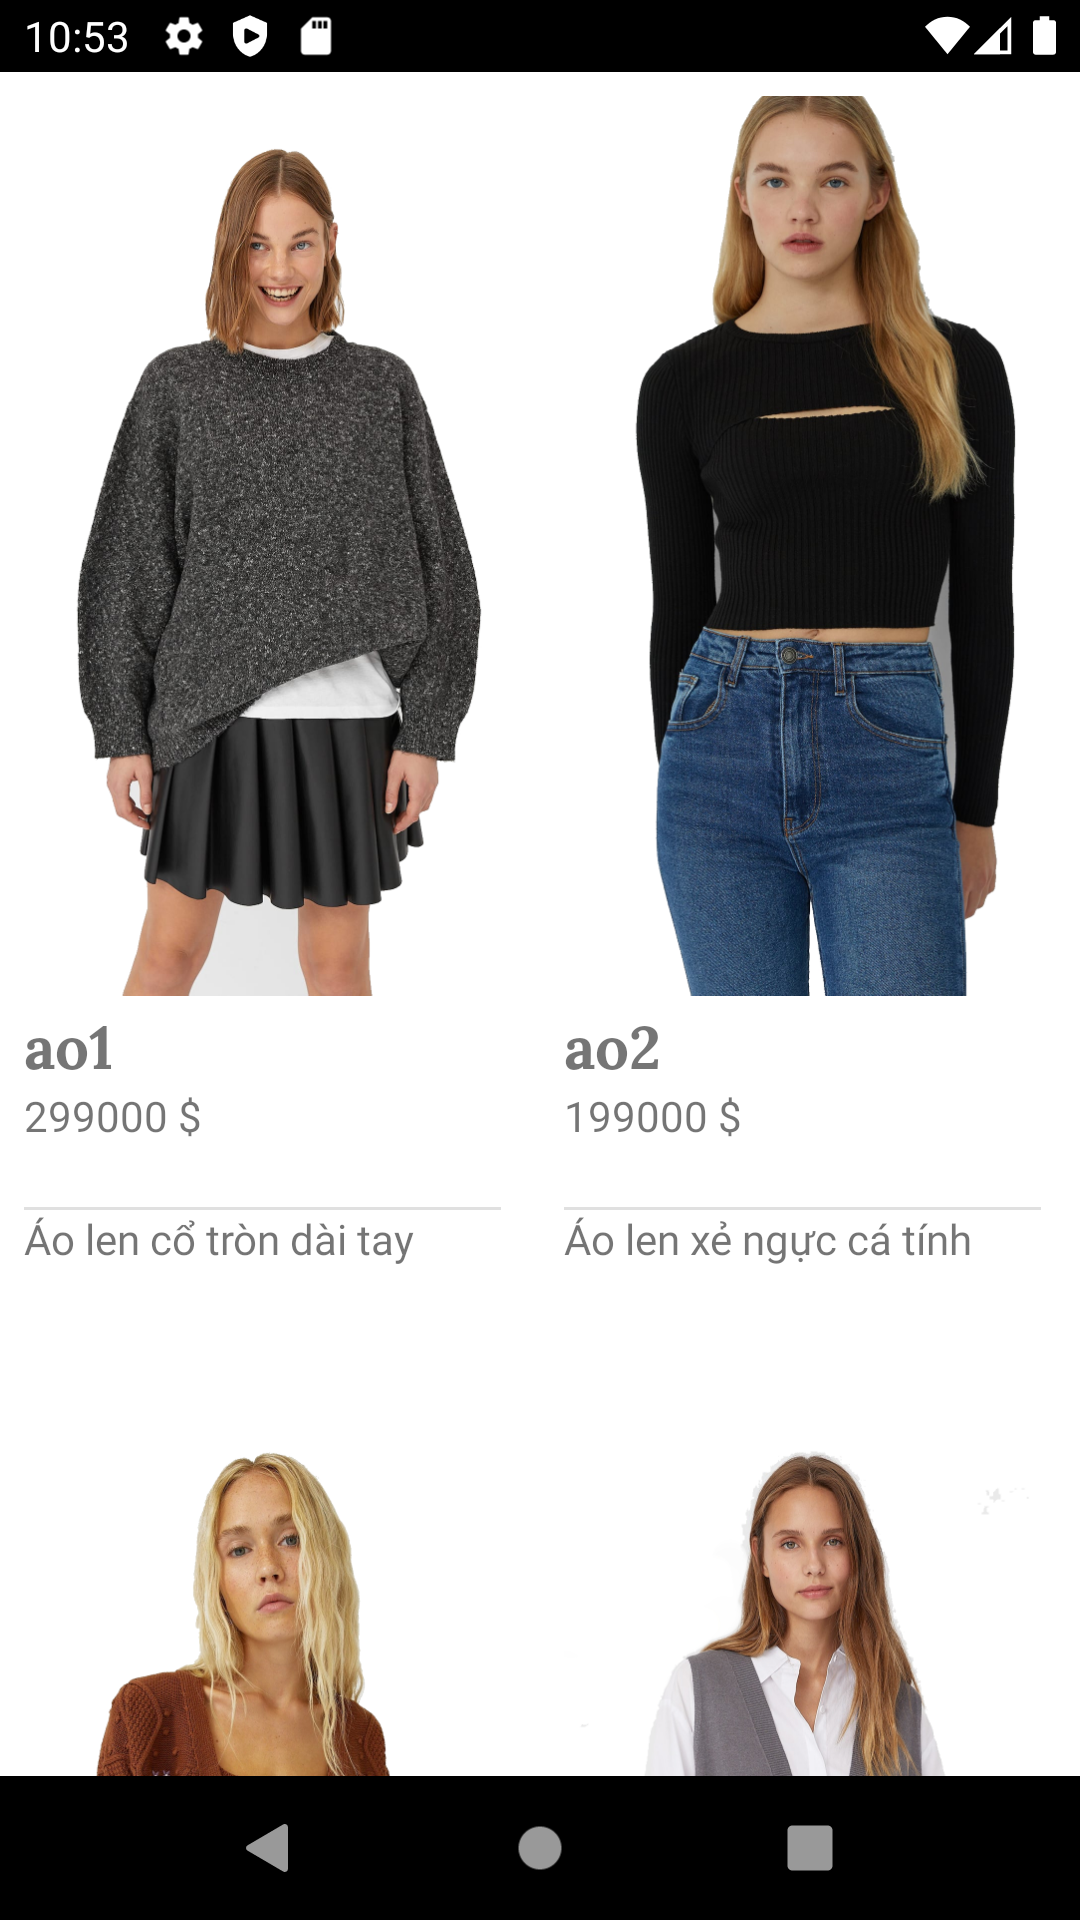 10:53
ao1
299000 $
Áo len cổ tròn dài tay
ao2
199000 $
Áo len xẻ ngực cá tính